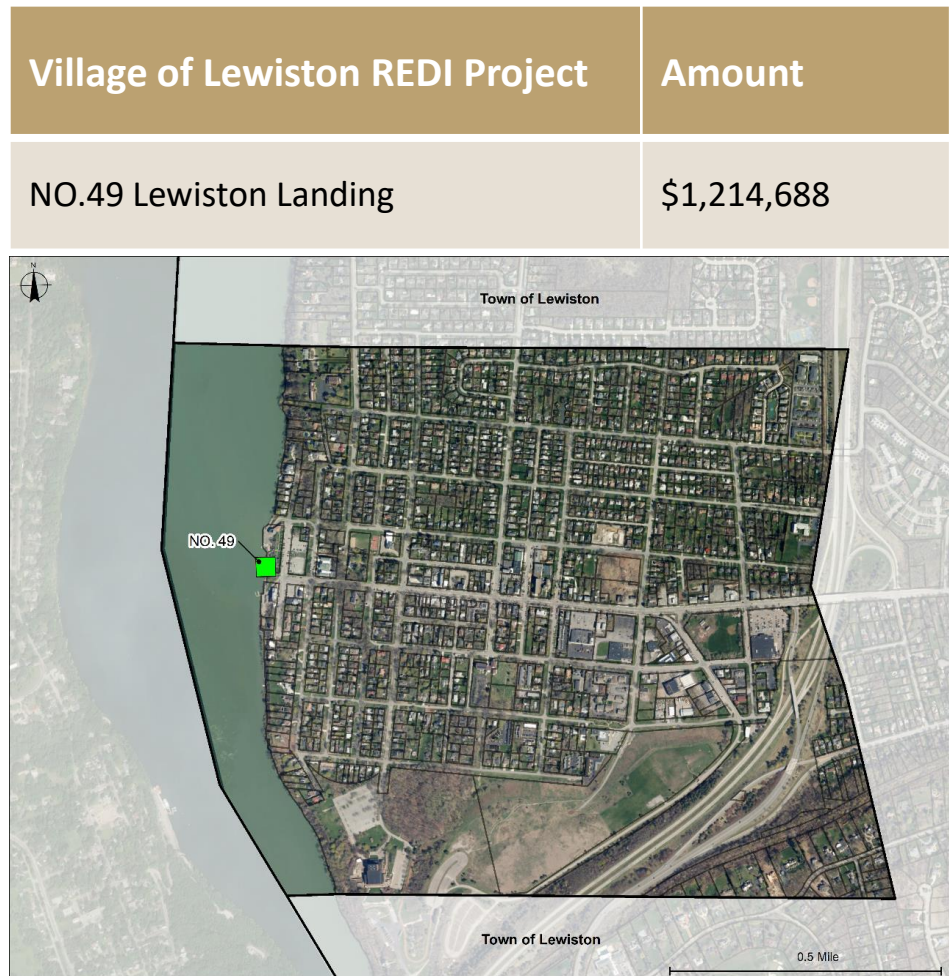 Village of Lewiston REDI Project
Amount
NO.49 Lewiston Landing
$1,214,688
N
Town of Lewiston
NO. 49
Town of Lewiston
0.5 Mile